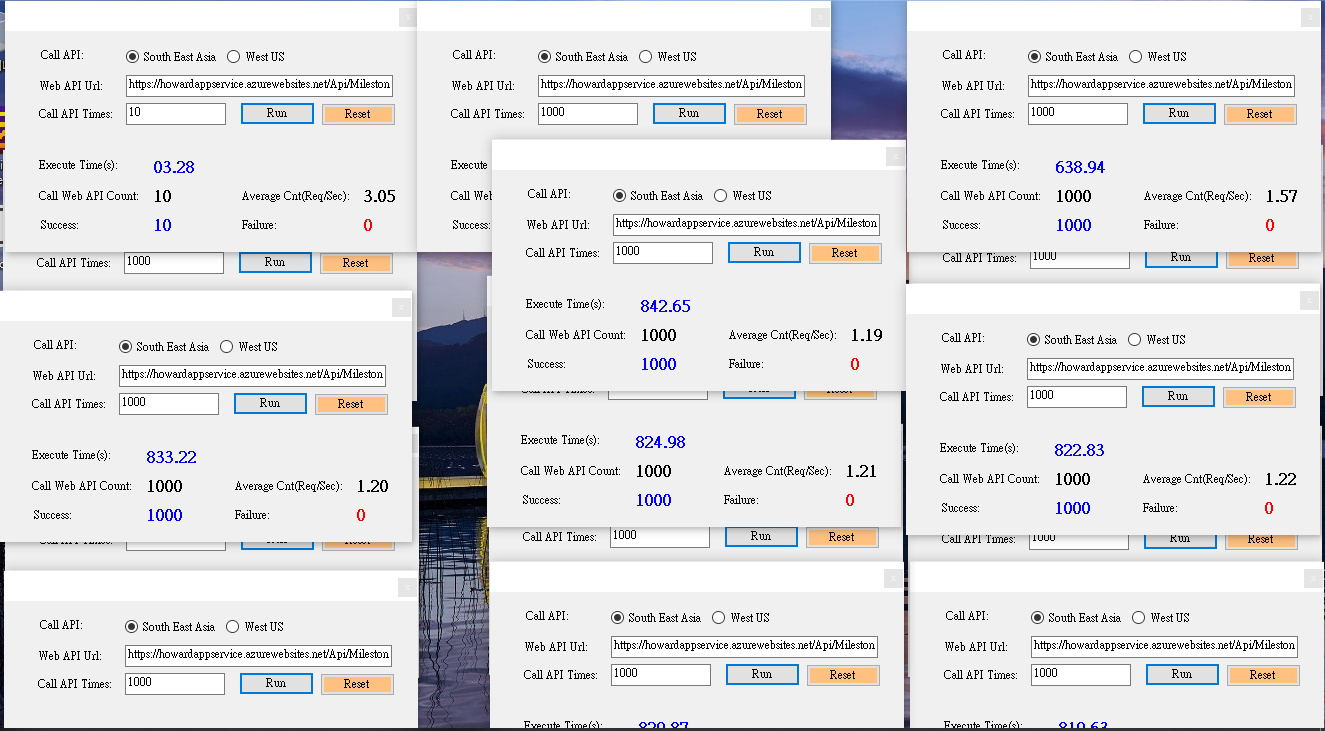 Call API: South East Asia West US
Web API Url: https://howardappservice.azurewebsites.net/Api/Mileston
Call API Times: 10 Run Reset
Execute Time(s): 03.28
Call Web API Count: 10 Average Cnt(Req/Sec): 3.05
Success: 10 Failure: 0
Call API Times: 1000 Run Reset
Call API: South East Asia West US
Web API Url: https://howardappservice.azurewebsites.net/Api/Mileston
Call API Times: 1000 Run Reset
Execute
Call Web
Success:
Call API: South East Asia West US
Web API Url: https://howardappservice.azurewebsites.net/Api/Mileston
Call API Times: 1000 Run Reset
Execute Time(s): 638.94
Call Web API Count: 1000 Average Cnt(Req/Sec): 1.57
Success: 1000 Failure: 0
Call API Times: 1000 Run Reset
Call API: South East Asia West US
Web API Url: https://howardappservice.azurewebsites.net/Api/Mileston
Call API Times: 1000 Run Reset
Execute Time(s): 842.65
Call Web API Count: 1000 Average Cnt(Req/Sec): 1.19
Success: 1000 Failure: 0
Execute Time(s): 824.98
Call Web API Count: 1000 Average Cnt(Req/Sec): 1.21
Success: 1000 Failure: 0
Call API Times: 1000 Run Reset
Call API: South East Asia West US
Web API Url: https://howardappservice.azurewebsites.net/Api/Mileston
Call API Times: 1000 Run Reset
Execute Time(s): 833.22
Call Web API Count: 1000 Average Cnt(Req/Sec): 1.20
Success: 1000 Failure: 0
Call API: South East Asia West US
Web API Url: https://howardappservice.azurewebsites.net/Api/Mileston
Call API Times: 1000 Run Reset
Execute Time(s): 822.83
Call Web API Count: 1000 Average Cnt(Req/Sec): 1.22
Success: 1000 Failure: 0
Call API Times: 1000 Run Reset
Call API: South East Asia West US
Web API Url: https://howardappservice.azurewebsites.net/Api/Mileston
Call API Times: 1000 Run Reset
Call API: South East Asia West US
Web API Url: https://howardappservice.azurewebsites.net/Api/Mileston
Call API Times: 1000 Run Reset
Execute Time(s): 820.87
Call API: South East Asia West US
Web API Url: https://howardappservice.azurewebsites.net/Api/Mileston
Call API Times: 1000 Run Reset
Execute Time(s): 810.63